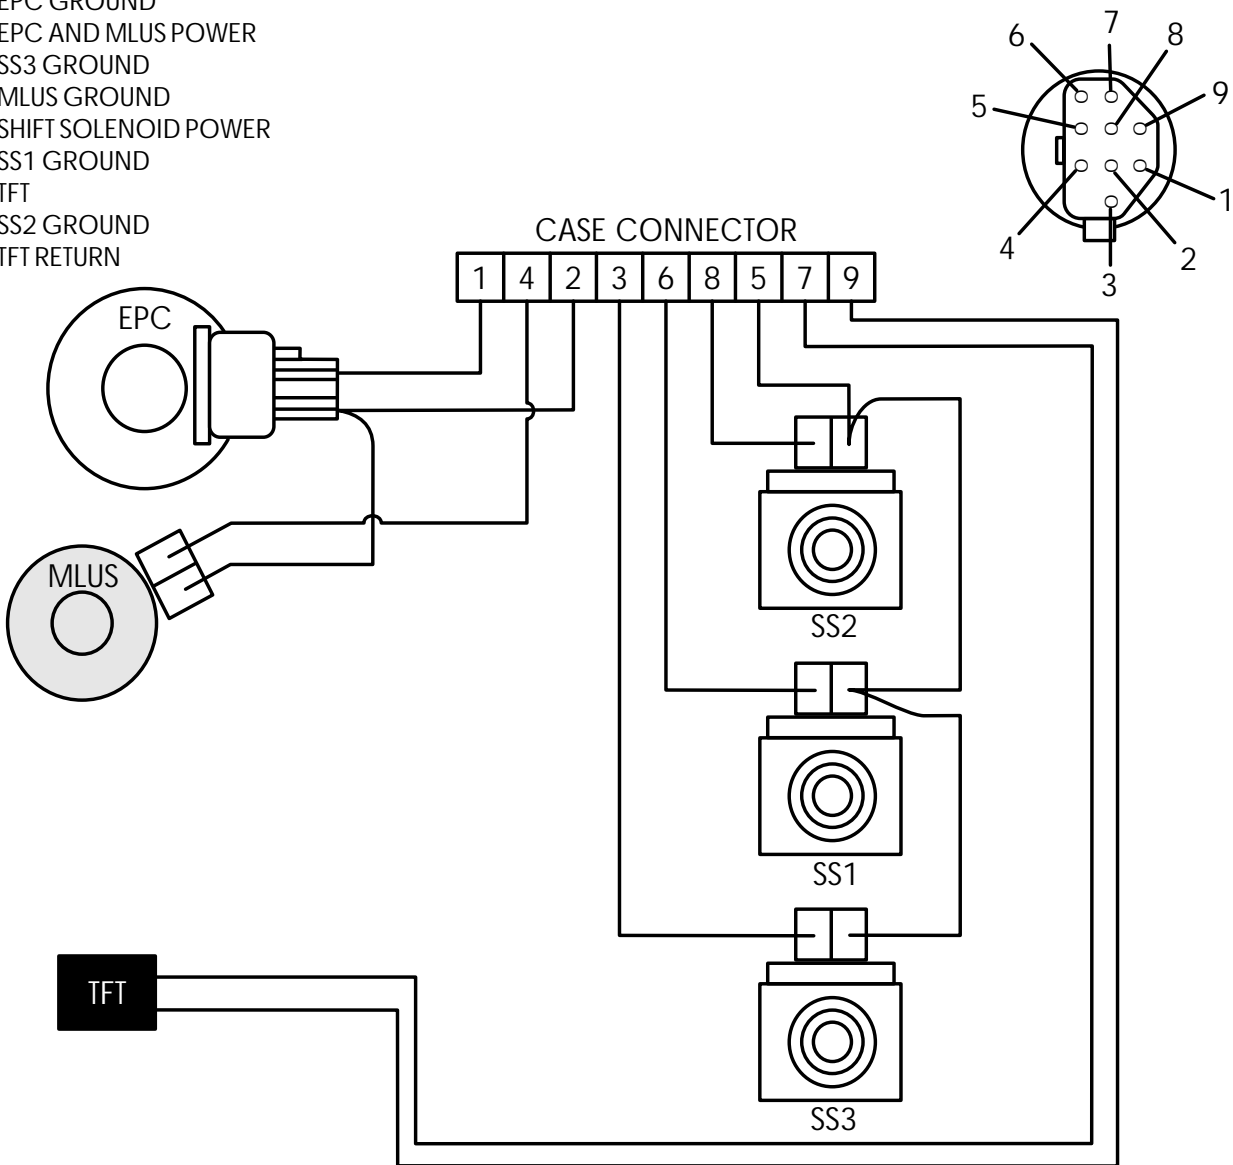 EPC GROUND
EPC AND MLUS POWER
SS3 GROUND
MLUS GROUND
SHIFT SOLENOID POWER
SS1 GROUND
TFT
SS2 GROUND
TFT RETURN
6
7
8
5
9
4
1
3
2
CASE CONNECTOR
1 4 2 3 6 8 5 7 9
EPC
MLUS
SS2
SS1
TFT
SS3